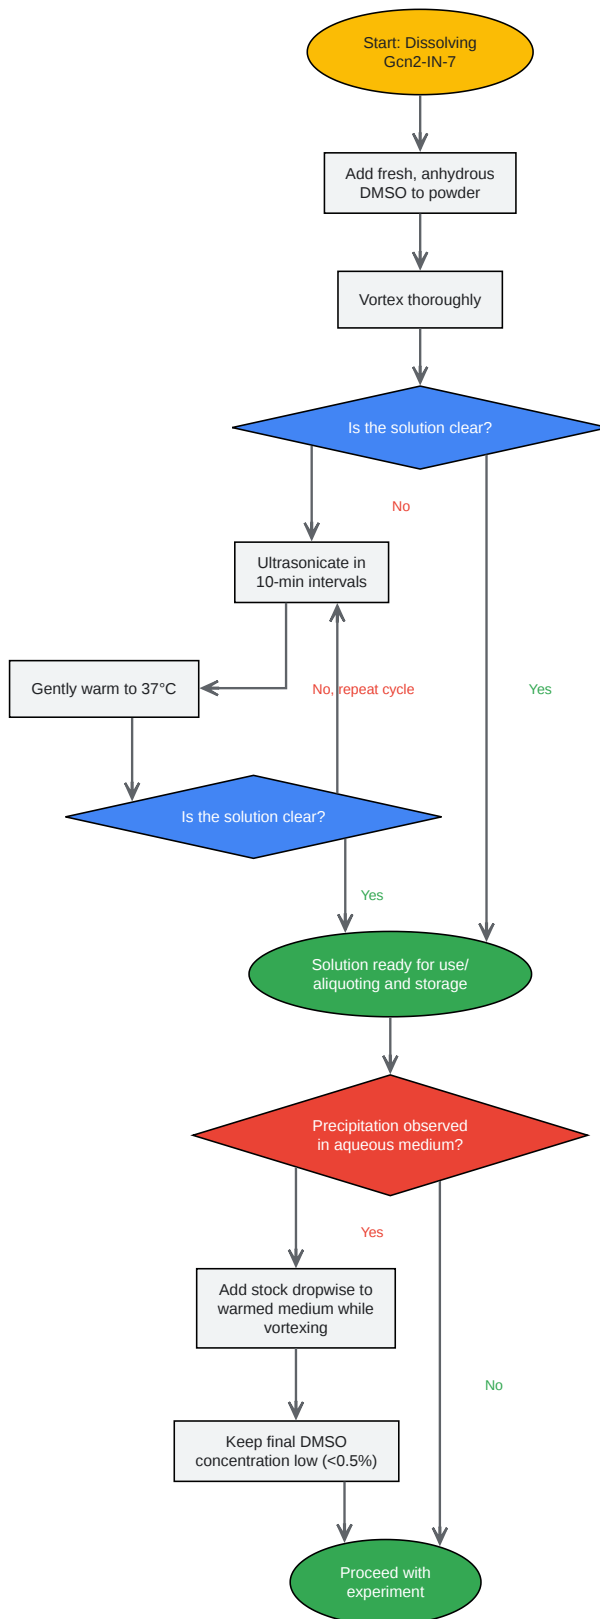 Start: Dissolving
Gcn2-IN-7
Add fresh, anhydrous
DMSO to powder
Vortex thoroughly
Is the solution clear?
No
Ultrasonicate in
10-min intervals
Gently warm to 37°C
No, repeat cycle
Yes
Is the solution clear?
Yes
Solution ready for use/
aliquoting and storage
Precipitation observed
in aqueous medium?
Yes
Add stock dropwise to
warmed medium while
vortexing
No
Keep final DMSO
concentration low (<0.5%)
Proceed with
experiment